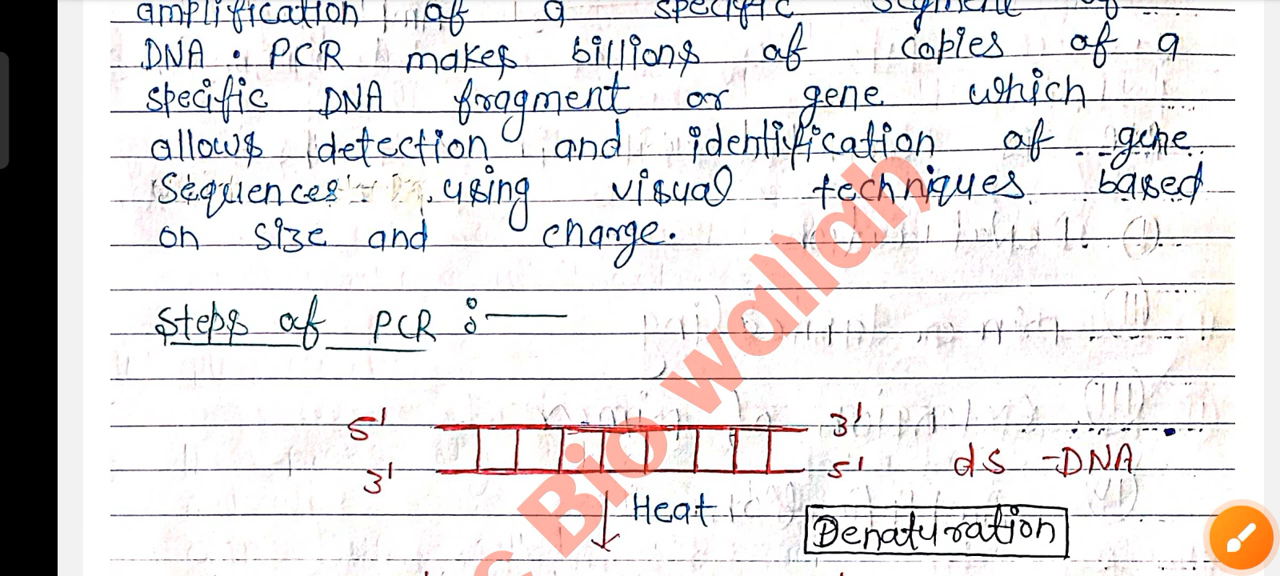 amplification of a specific segment of
DNA. PCR makes billions of copies of a
specific DNA fragment or gene which
allows detection and identification of gene
sequences using visual techniques based
on size and charge.
Steps of PCR :—
5' 3'
3' 5' ds-DNA
Heat
Denaturation
Bio wallah